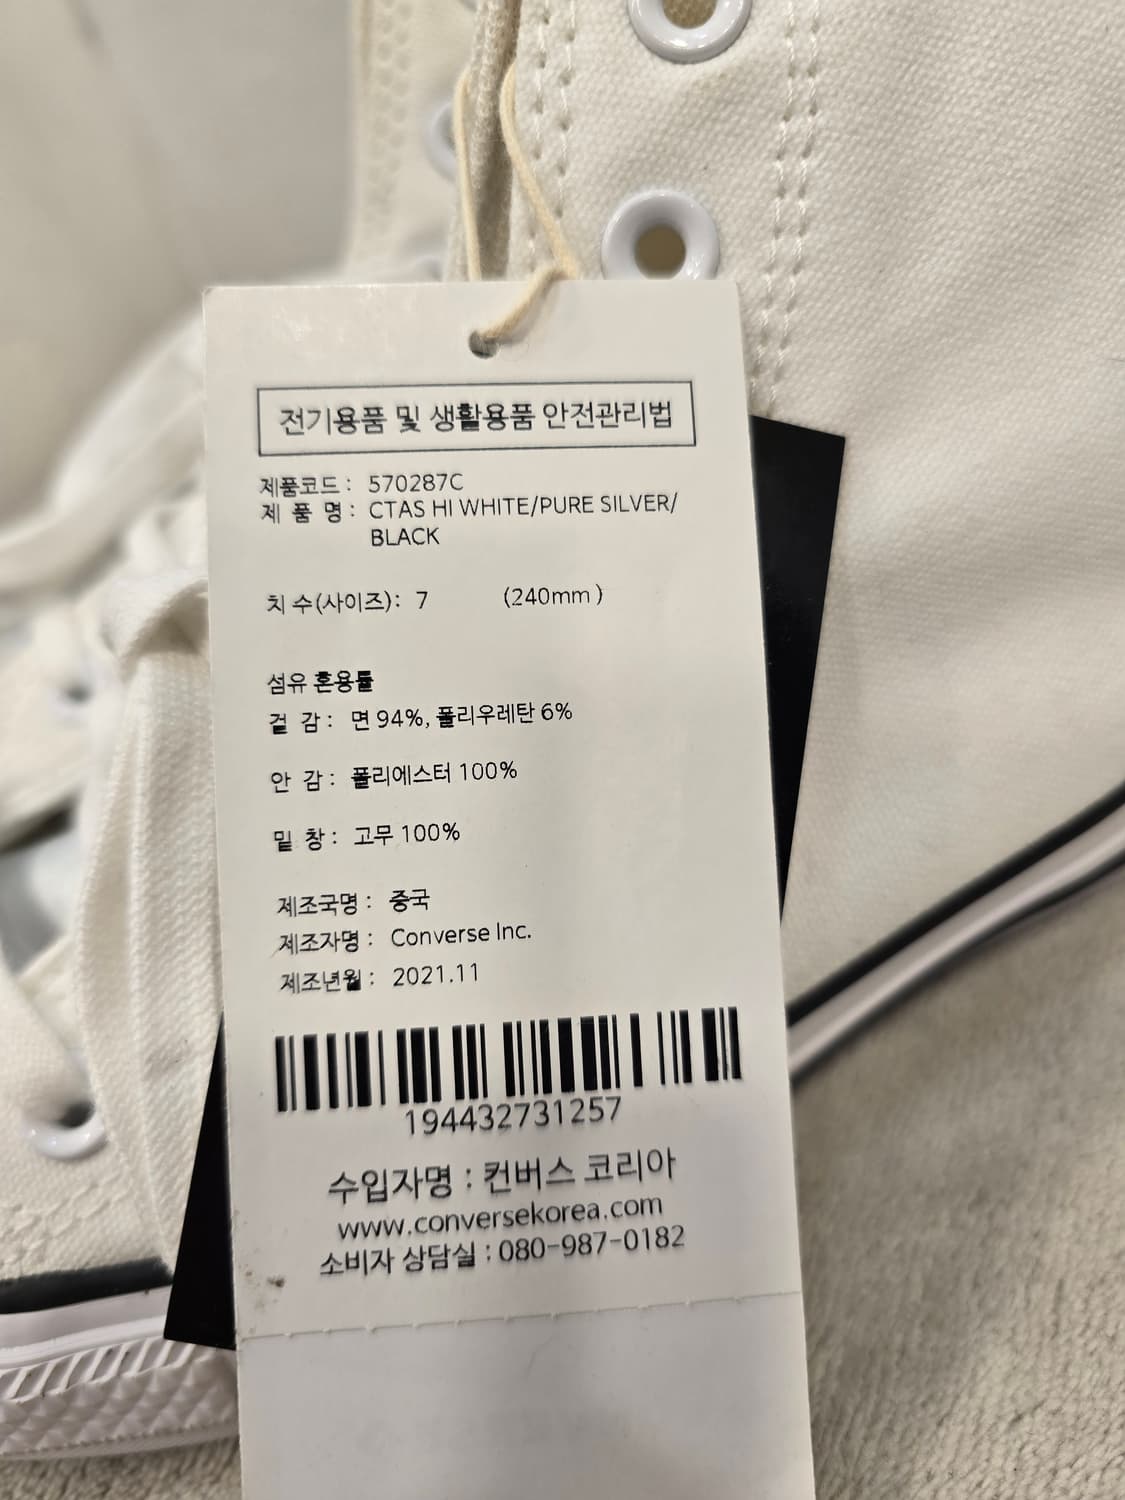 전기용품 및 생활용품 안전관리법
제품코드 : 570287C
제 품 명 : CTAS HI WHITE/PURE SILVER/
BLACK
치 수(사이즈) : 7 (240mm )
섬유 혼용률
겉 감 : 면 94%, 폴리우레탄 6%
안 감 : 폴리에스터 100%
밑 창 : 고무 100%
제조국명 : 중국
제조자명 : Converse Inc.
제조년월 : 2021.11
194432731257
수입자명 : 컨버스 코리아
www.conversekorea.com
소비자 상담실 : 080-987-0182